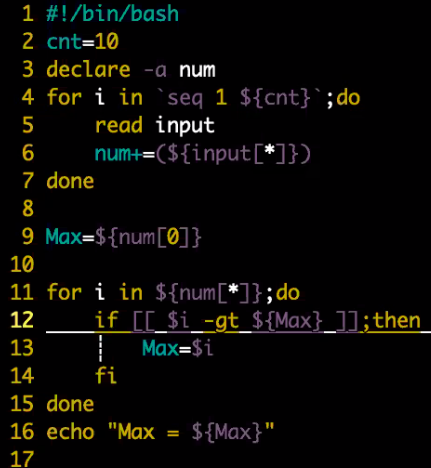 1 #!/bin/bash
2 cnt=10
3 declare -a num
4 for i in `seq 1 ${cnt}`;do
5     read input
6     num+=(${input[*]})
7 done
8
9 Max=${num[0]}
10
11 for i in ${num[*]};do
12     if [[ $i -gt ${Max} ]];then
13     ¦   Max=$i
14     fi
15 done
16 echo "Max = ${Max}"
17